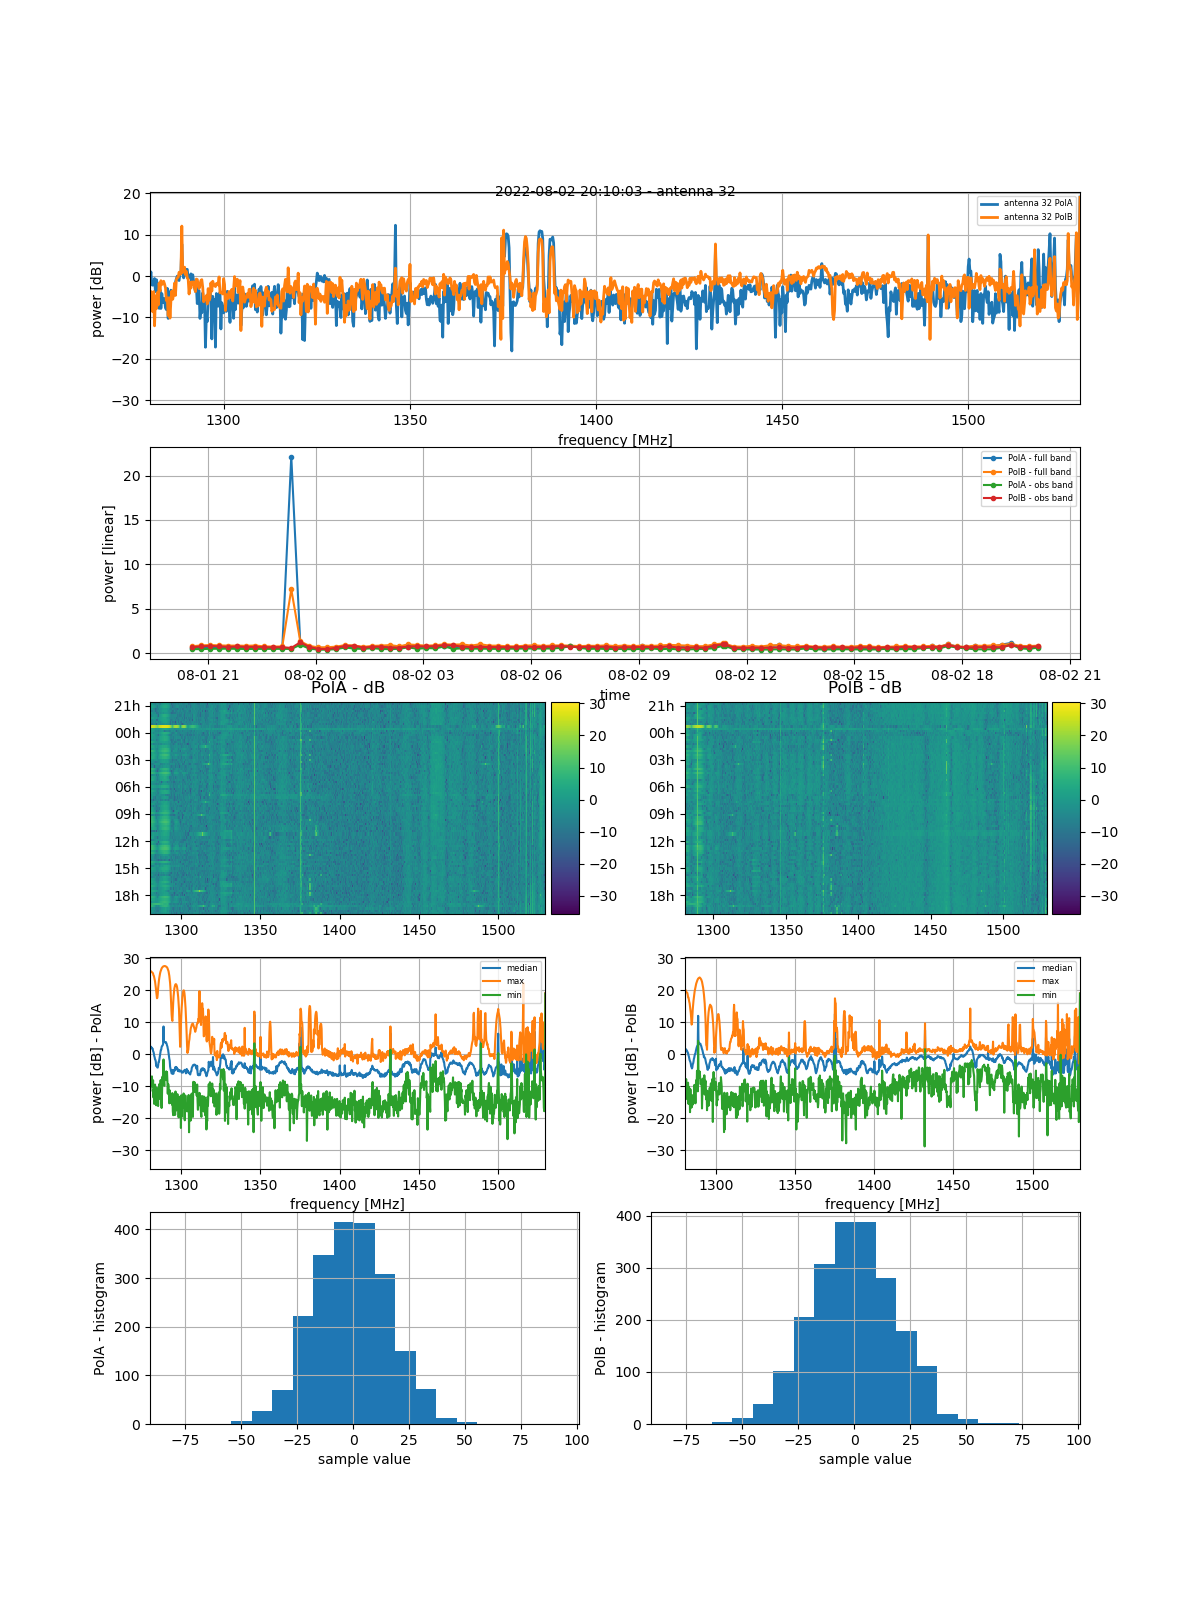 2022-08-02 20:10:03 - antenna 32
antenna 32 PolA
antenna 32 PolB
power [dB]
20
10
0
−10
−20
−30
1300 1350 1400 1450 1500
frequency [MHz]
PolA - full band
PolB - full band
PolA - obs band
PolB - obs band
power [linear]
20
15
10
5
0
08-01 21 08-02 00 08-02 03 08-02 06 08-02 09 08-02 12 08-02 15 08-02 18 08-02 21
time
PolA - dB
21h
00h
03h
06h
09h
12h
15h
18h
1300 1350 1400 1450 1500
30
20
10
0
−10
−20
−30
PolB - dB
21h
00h
03h
06h
09h
12h
15h
18h
1300 1350 1400 1450 1500
30
20
10
0
−10
−20
−30
power [dB] - PolA
30
20
10
0
−10
−20
−30
median
max
min
1300 1350 1400 1450 1500
frequency [MHz]
power [dB] - PolB
30
20
10
0
−10
−20
−30
median
max
min
1300 1350 1400 1450 1500
frequency [MHz]
PolA - histogram
400
300
200
100
0
−75 −50 −25 0 25 50 75 100
sample value
PolB - histogram
400
300
200
100
0
−75 −50 −25 0 25 50 75 100
sample value